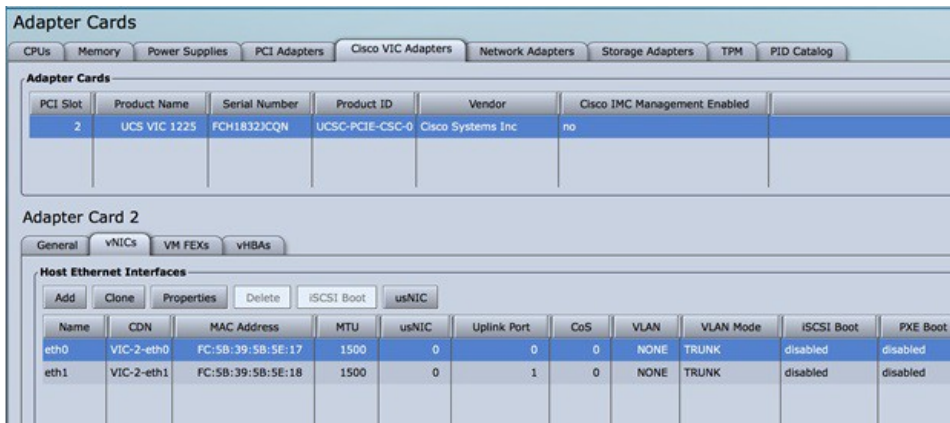 Adapter Cards
CPUs Memory Power Supplies PCI Adapters Cisco VIC Adapters Network Adapters Storage Adapters TPM PID Catalog
Adapter Cards
PCI Slot Product Name Serial Number Product ID Vendor Cisco IMC Management Enabled
2 UCS VIC 1225 FCH1832JCQN UCSC-PCIE-CSC-0 Cisco Systems Inc no
Adapter Card 2
General vNICs VM FEXs vHBAs
Host Ethernet Interfaces
Add Clone Properties Delete iSCSI Boot usNIC
Name CDN MAC Address MTU usNIC Uplink Port CoS VLAN VLAN Mode iSCSI Boot PXE Boot
eth0 VIC-2-eth0 FC:5B:39:5B:5E:17 1500 0 0 0 NONE TRUNK disabled disabled
eth1 VIC-2-eth1 FC:5B:39:5B:5E:18 1500 0 1 0 NONE TRUNK disabled disabled